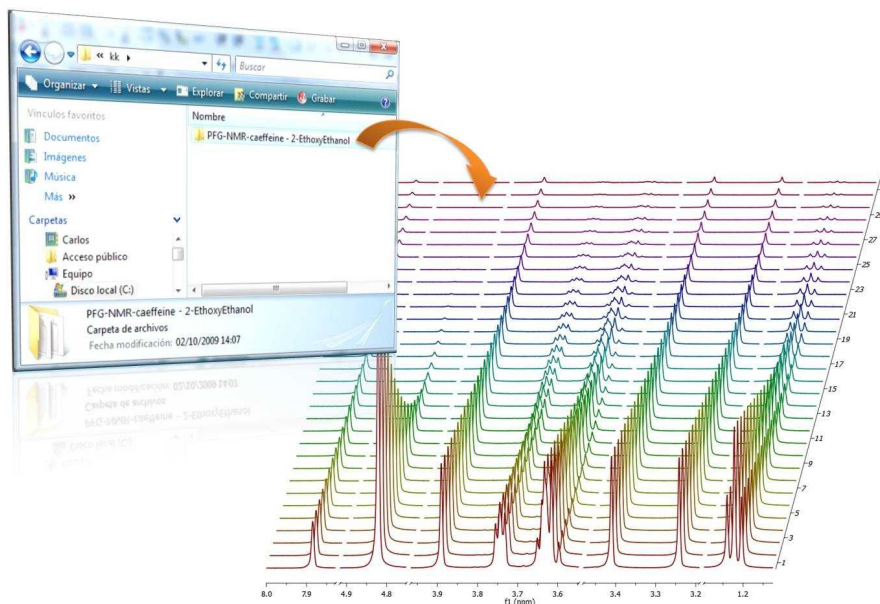 « kk
Buscar
Organizar Vistas Explorar Compartir Grabar
Vínculos favoritos
Documentos
Imágenes
Música
Más »
Carpetas
Carlos
Acceso público
Equipo
Disco local (C:)
Nombre
PFG-NMR-caeffeine - 2-EthoxyEthanol
PFG-NMR-caeffeine - 2-EthoxyEthanol
Carpeta de archivos
Fecha modificación: 02/10/2009 14:07
27
25
23
21
19
17
15
13
11
9
7
5
3
1
8.0 7.9 4.9 4.8 3.9 3.8 3.7 3.6 3.4 3.3 3.2 1.2
f1 (ppm)